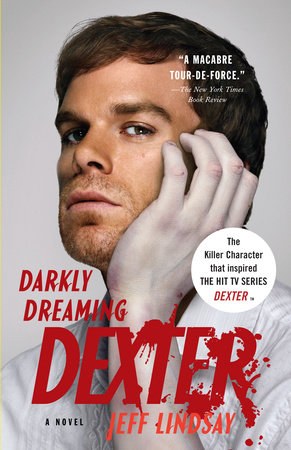 “A MACABRE
TOUR-DE-FORCE.”
—The New York Times
Book Review
The
Killer Character
that inspired
THE HIT TV SERIES
DEXTER ™
DARKLY
DREAMING
DEXTER
A NOVEL
JEFF LINDSAY